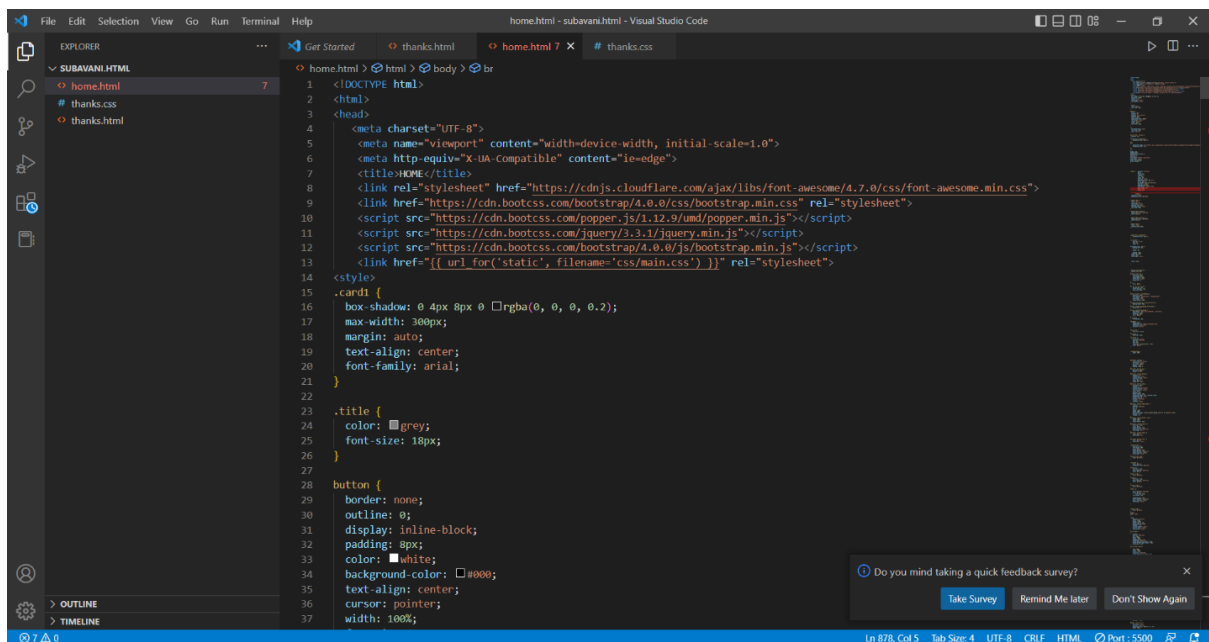 File Edit Selection View Go Run Terminal Help
home.html - subavani.html - Visual Studio Code
EXPLORER
Get Started thanks.html home.html 7 # thanks.css
SUBAVANI.HTML
home.html 7
# thanks.css
thanks.html
home.html > html > body > br
1 <!DOCTYPE html>
2 <html>
3 <head>
4 <meta charset="UTF-8">
5 <meta name="viewport" content="width=device-width, initial-scale=1.0">
6 <meta http-equiv="X-UA-Compatible" content="ie=edge">
7 <title>HOME</title>
8 <link rel="stylesheet" href="https://cdnjs.cloudflare.com/ajax/libs/font-awesome/4.7.0/css/font-awesome.min.css">
9 <link href="https://cdn.bootcss.com/bootstrap/4.0.0/css/bootstrap.min.css" rel="stylesheet">
10 <script src="https://cdn.bootcss.com/popper.js/1.12.9/umd/popper.min.js"></script>
11 <script src="https://cdn.bootcss.com/jquery/3.3.1/jquery.min.js"></script>
12 <script src="https://cdn.bootcss.com/bootstrap/4.0.0/js/bootstrap.min.js"></script>
13 <link href="{{ url_for('static', filename='css/main.css') }}" rel="stylesheet">
14 <style>
15 .card1 {
16 box-shadow: 0 4px 8px 0 rgba(0, 0, 0, 0.2);
17 max-width: 300px;
18 margin: auto;
19 text-align: center;
20 font-family: arial;
21 }
22
23 .title {
24 color: grey;
25 font-size: 18px;
26 }
27
28 button {
29 border: none;
30 outline: 0;
31 display: inline-block;
32 padding: 8px;
33 color: white;
34 background-color: #000;
35 text-align: center;
36 cursor: pointer;
37 width: 100%;
Do you mind taking a quick feedback survey?
Take Survey Remind Me later Don't Show Again
OUTLINE
TIMELINE
7 0 Ln 878, Col 5 Tab Size: 4 UTF-8 CRLF HTML Port : 5500